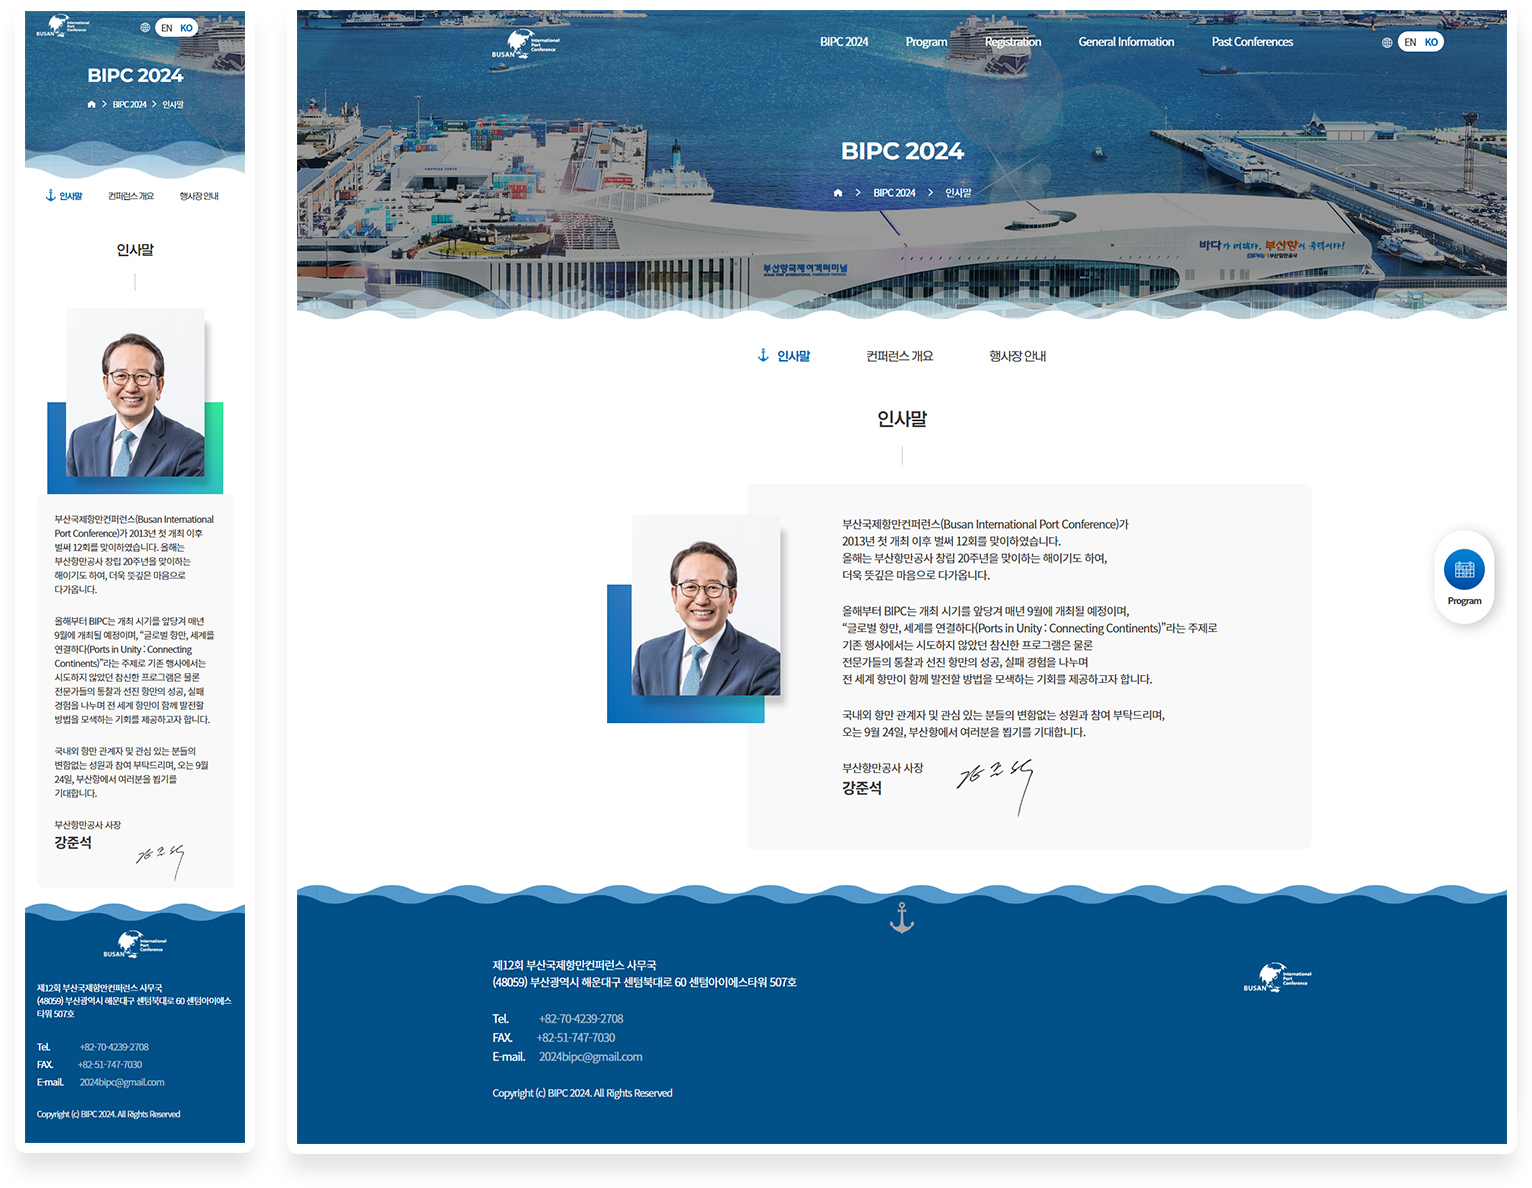 BUSAN International Port Conference
EN KO
BIPC 2024
BIPC 2024 인사말
인사말 컨퍼런스 개요 행사장 안내
인사말
부산국제항만컨퍼런스(Busan International
Port Conference)가 2013년 첫 개최 이후
벌써 12회를 맞이하였습니다. 올해는
부산항만공사 창립 20주년을 맞이하는
해이기도 하여, 더욱 뜻깊은 마음으로
다가옵니다.
올해부터 BIPC는 개최 시기를 앞당겨 매년
9월에 개최될 예정이며, “글로벌 항만, 세계를
연결하다(Ports in Unity : Connecting
Continents)”라는 주제로 기존 행사에서는
시도하지 않았던 참신한 프로그램은 물론
전문가들의 통찰과 선진 항만의 성공, 실패
경험을 나누며 전 세계 항만이 함께 발전할
방법을 모색하는 기회를 제공하고자 합니다.
국내외 항만 관계자 및 관심 있는 분들의
변함없는 성원과 참여 부탁드리며, 오는 9월
24일, 부산항에서 여러분을 뵙기를
기대합니다.
부산항만공사 사장
강준석
BUSAN International Port Conference
제12회 부산국제항만컨퍼런스 사무국
(48059) 부산광역시 해운대구 센텀북대로 60 센텀아이에스
타워 507호
Tel. +82-70-4239-2708
FAX. +82-51-747-7030
E-mail. 2024bipc@gmail.com
Copyright (c) BIPC 2024. All Rights Reserved
BUSAN International Port Conference
BIPC 2024 Program Registration General Information Past Conferences
EN KO
BIPC 2024
BIPC 2024 인사말
바다가 미래다, 부산항이 국력이다!
BPA 부산항만공사
부산항국제여객터미널
인사말 컨퍼런스 개요 행사장 안내
인사말
부산국제항만컨퍼런스(Busan International Port Conference)가
2013년 첫 개최 이후 벌써 12회를 맞이하였습니다.
올해는 부산항만공사 창립 20주년을 맞이하는 해이기도 하여,
더욱 뜻깊은 마음으로 다가옵니다.
올해부터 BIPC는 개최 시기를 앞당겨 매년 9월에 개최될 예정이며,
“글로벌 항만, 세계를 연결하다(Ports in Unity : Connecting Continents)”라는 주제로
기존 행사에서는 시도하지 않았던 참신한 프로그램은 물론
전문가들의 통찰과 선진 항만의 성공, 실패 경험을 나누며
전 세계 항만이 함께 발전할 방법을 모색하는 기회를 제공하고자 합니다.
국내외 항만 관계자 및 관심 있는 분들의 변함없는 성원과 참여 부탁드리며,
오는 9월 24일, 부산항에서 여러분을 뵙기를 기대합니다.
부산항만공사 사장
강준석
Program
제12회 부산국제항만컨퍼런스 사무국
(48059) 부산광역시 해운대구 센텀북대로 60 센텀아이에스타워 507호
Tel. +82-70-4239-2708
FAX. +82-51-747-7030
E-mail. 2024bipc@gmail.com
Copyright (c) BIPC 2024. All Rights Reserved
BUSAN International Port Conference